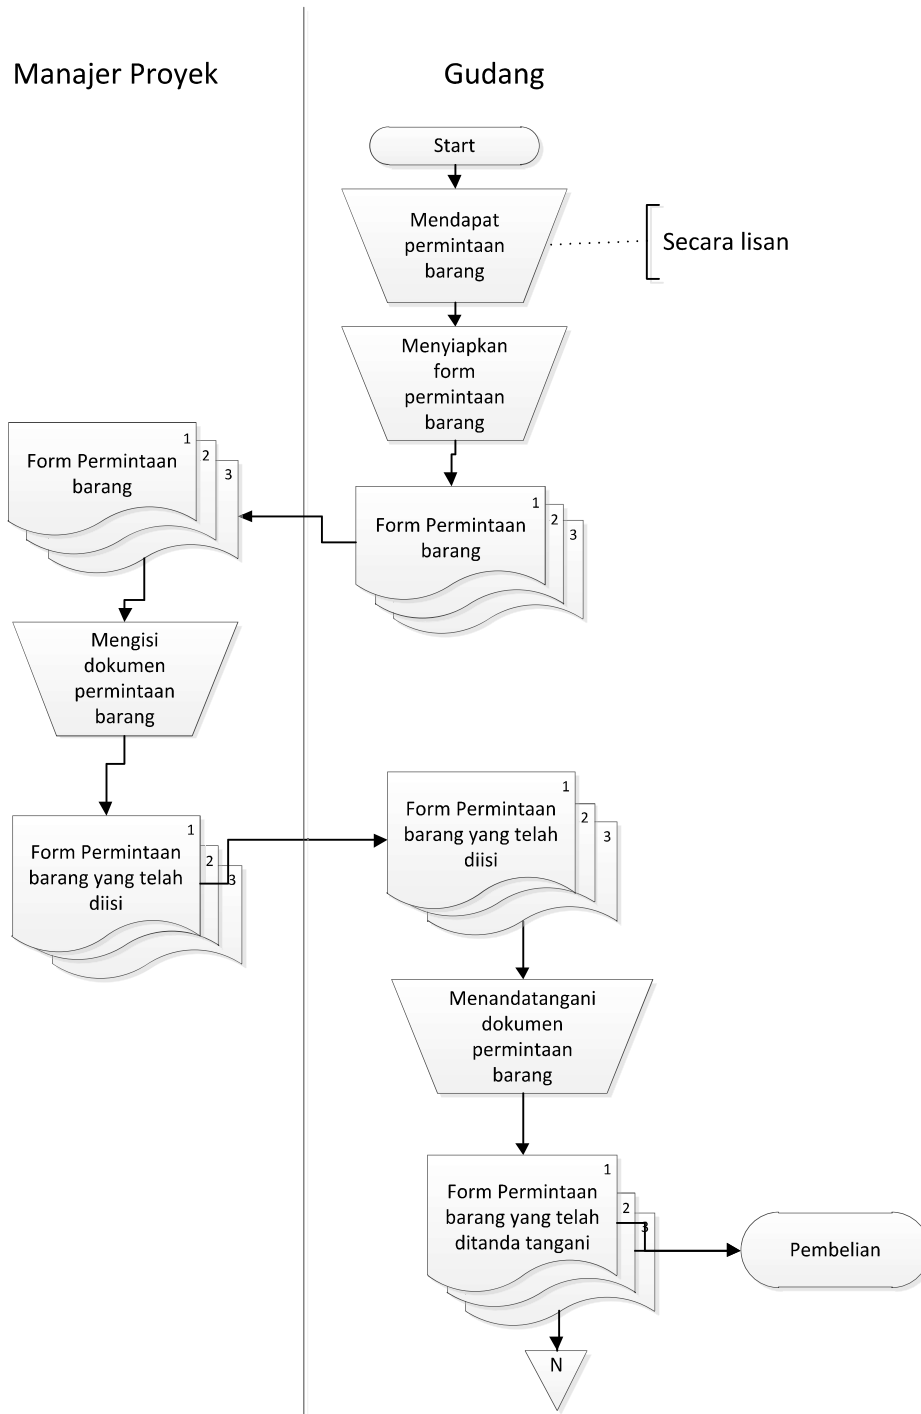 Manajer Proyek
Gudang
Start
Mendapat
permintaan
barang
Secara lisan
Menyiapkan
form
permintaan
barang
1
2
3
Form Permintaan
barang
1
2
3
Form Permintaan
barang
Mengisi
dokumen
permintaan
barang
1
2
3
Form Permintaan
barang yang telah
diisi
1
2
3
Form Permintaan
barang yang telah
diisi
Menandatangani
dokumen
permintaan
barang
1
2
3
Form Permintaan
barang yang telah
ditanda tangani
Pembelian
N